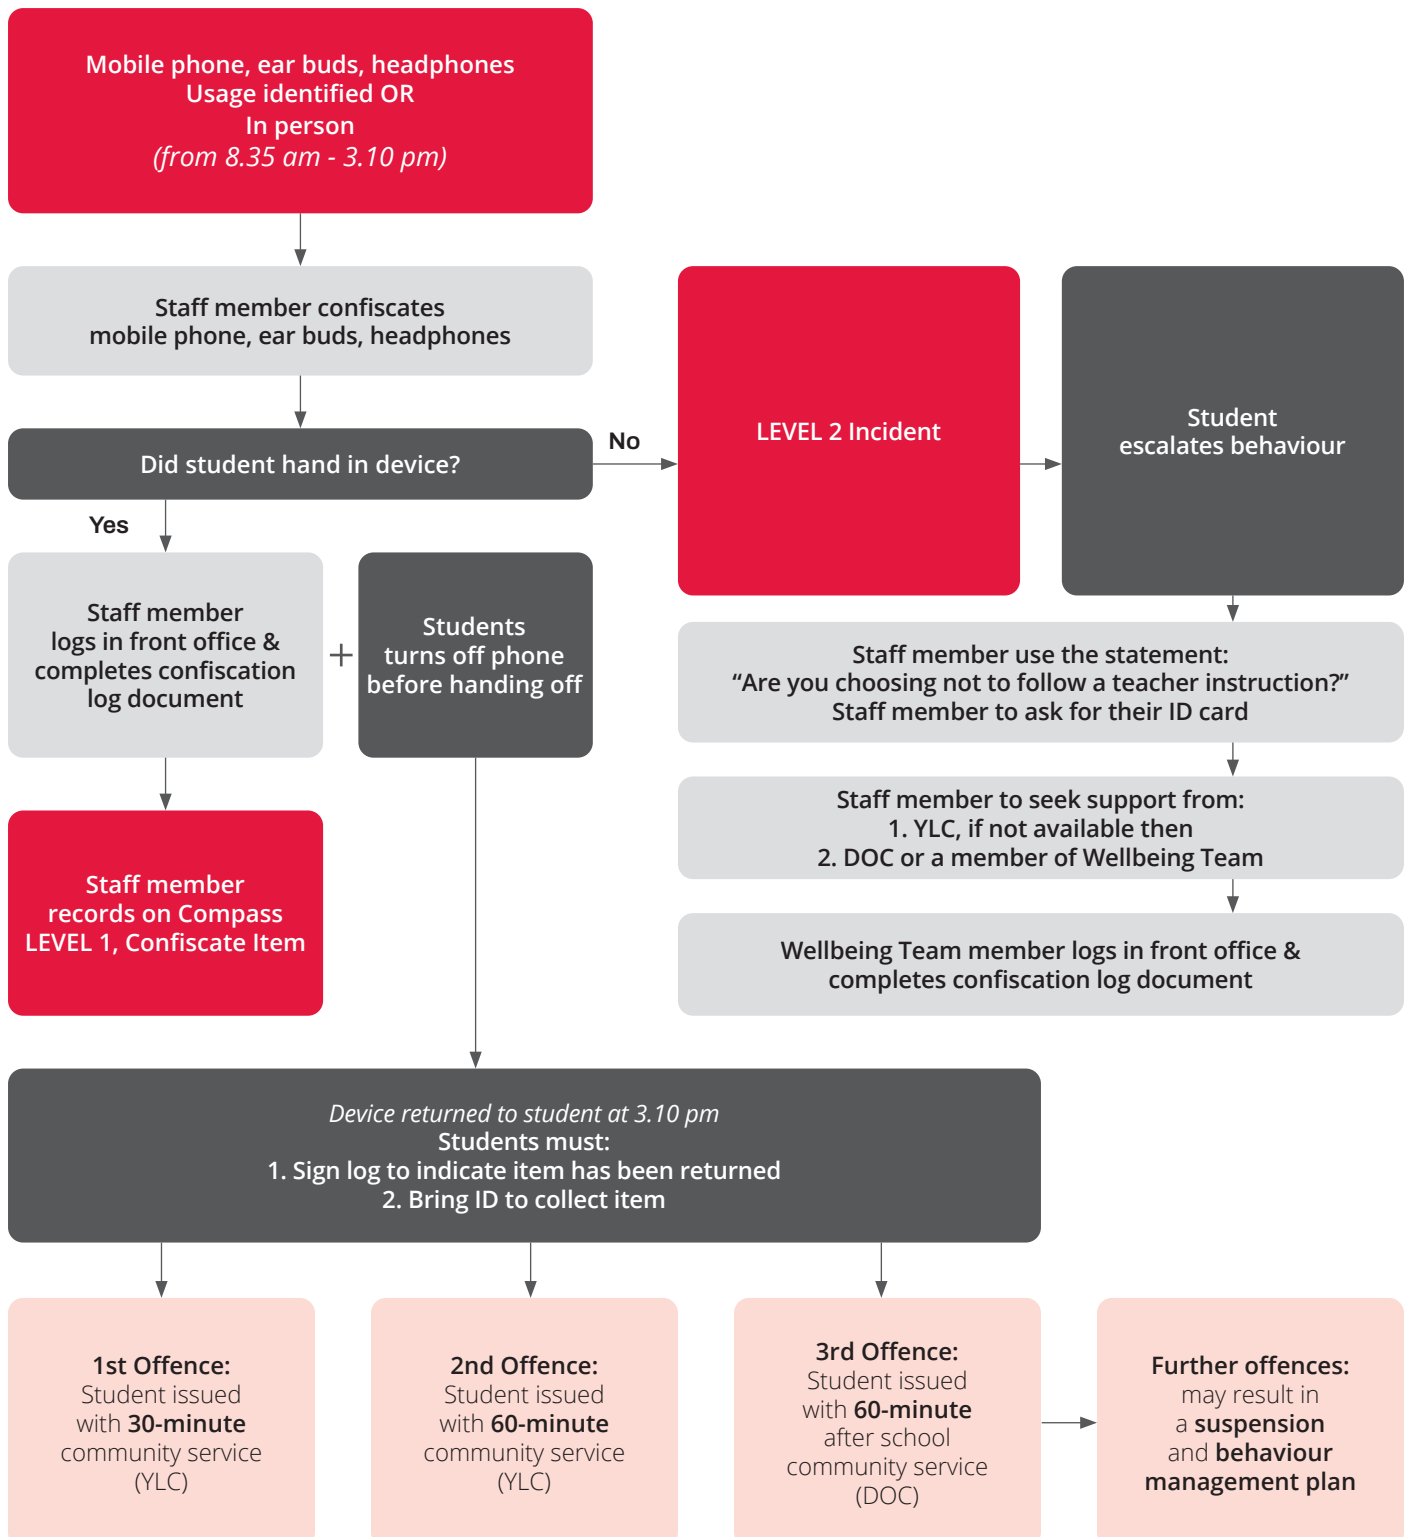 Mobile phone, ear buds, headphones
Usage identified OR
In person
(from 8.35 am - 3.10 pm)
Staff member confiscates
mobile phone, ear buds, headphones
Did student hand in device?
No
LEVEL 2 Incident
Student
escalates behaviour
Yes
Staff member
logs in front office &
completes confiscation
log document
+
Students
turns off phone
before handing off
Staff member use the statement:
“Are you choosing not to follow a teacher instruction?”
Staff member to ask for their ID card
Staff member to seek support from:
1. YLC, if not available then
2. DOC or a member of Wellbeing Team
Staff member
records on Compass
LEVEL 1, Confiscate Item
Wellbeing Team member logs in front office &
completes confiscation log document
Device returned to student at 3.10 pm
Students must:
1. Sign log to indicate item has been returned
2. Bring ID to collect item
1st Offence:
Student issued
with 30-minute
community service
(YLC)
2nd Offence:
Student issued
with 60-minute
community service
(YLC)
3rd Offence:
Student issued
with 60-minute
after school
community service
(DOC)
Further offences:
may result in
a suspension
and behaviour
management plan